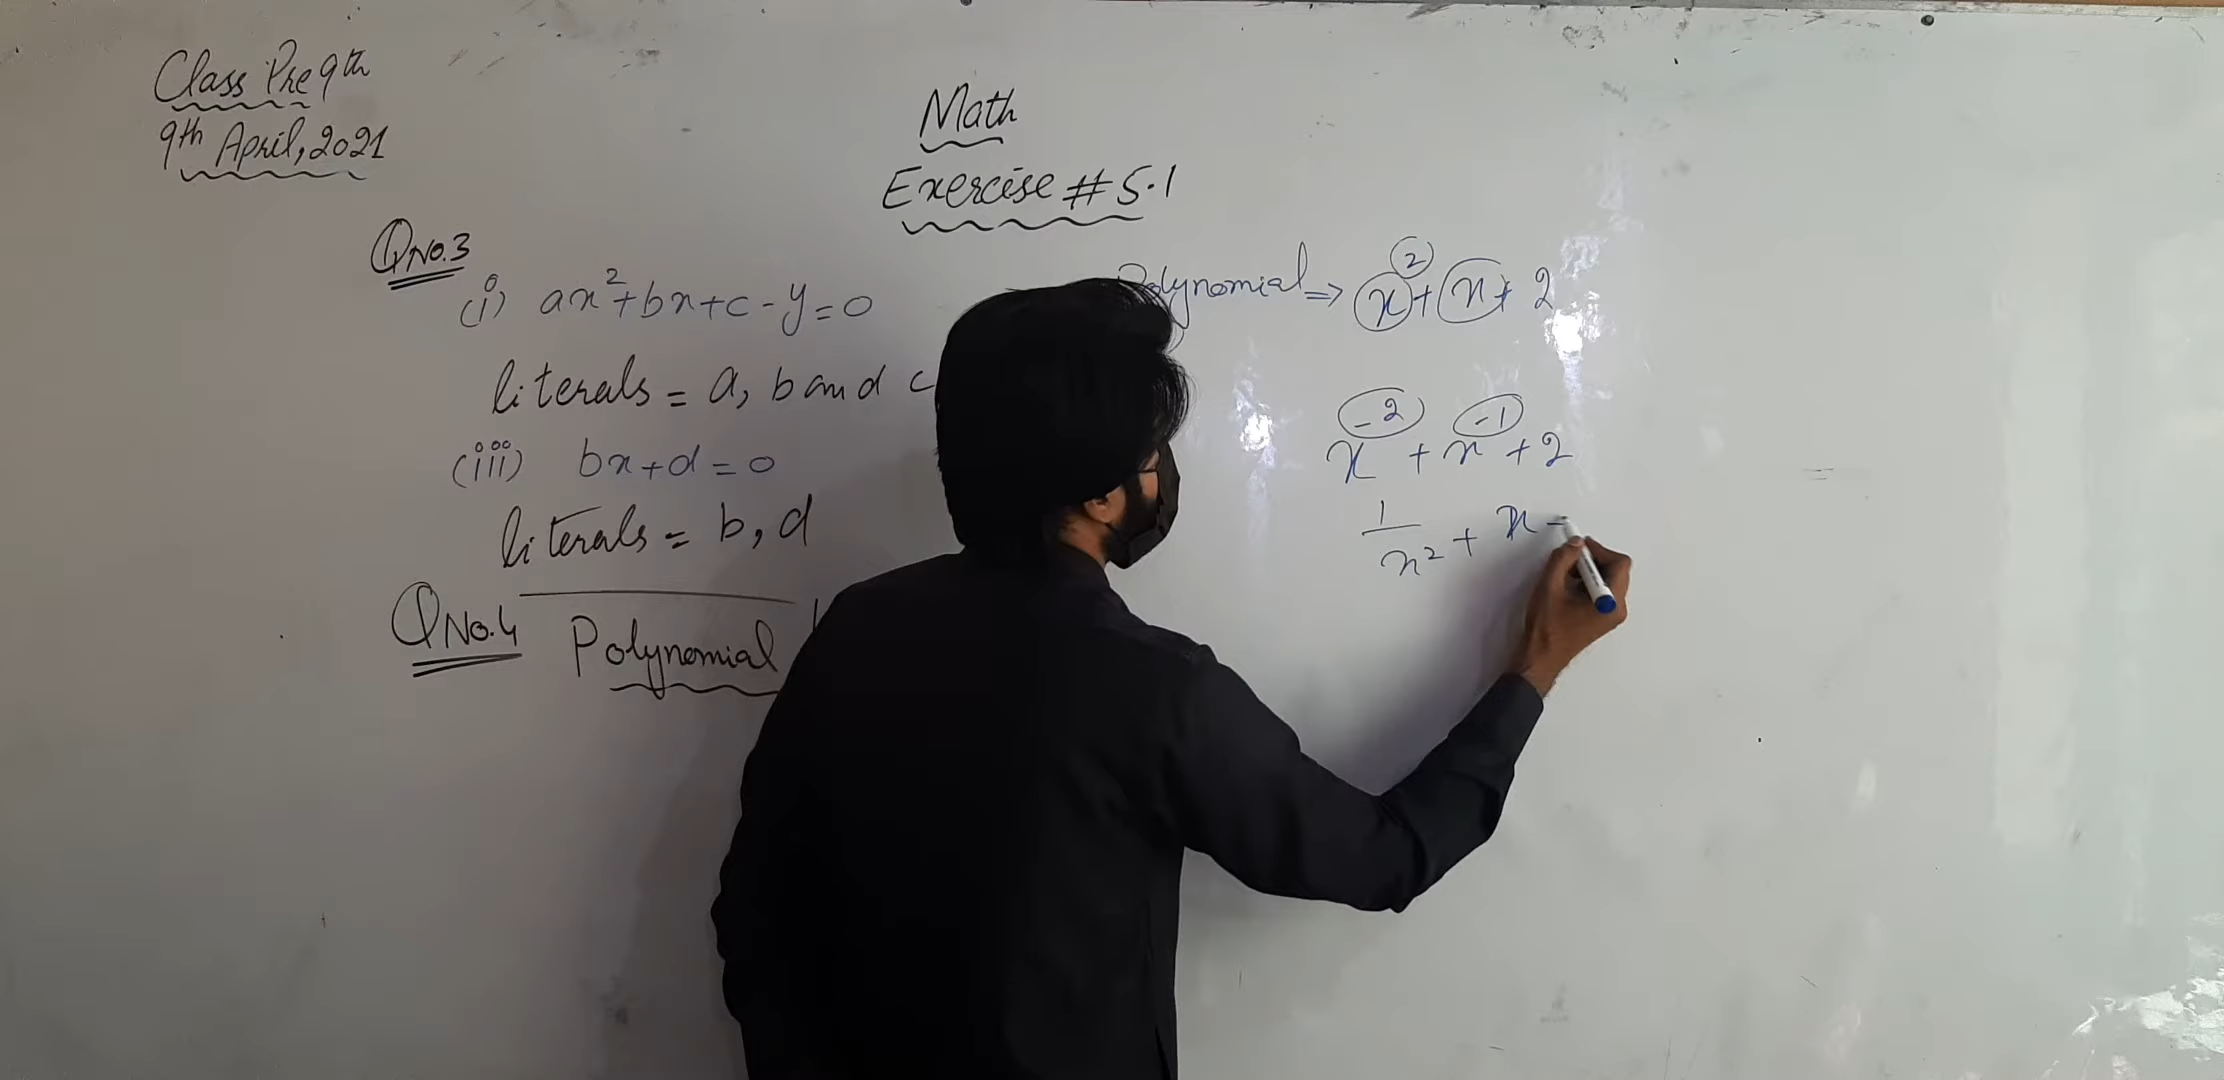 Class Pre 9th
9th April, 2021
Math
Exercise # 5.1
Q No.3
(i) ax²+bx+c-y=0
literals = a, b and c
(iii) bx+d=0
literals = b, d
Q No.4
Polynomial
Polynomial => x²+x+2
x⁻²+x⁻¹+2
1/x² + x -